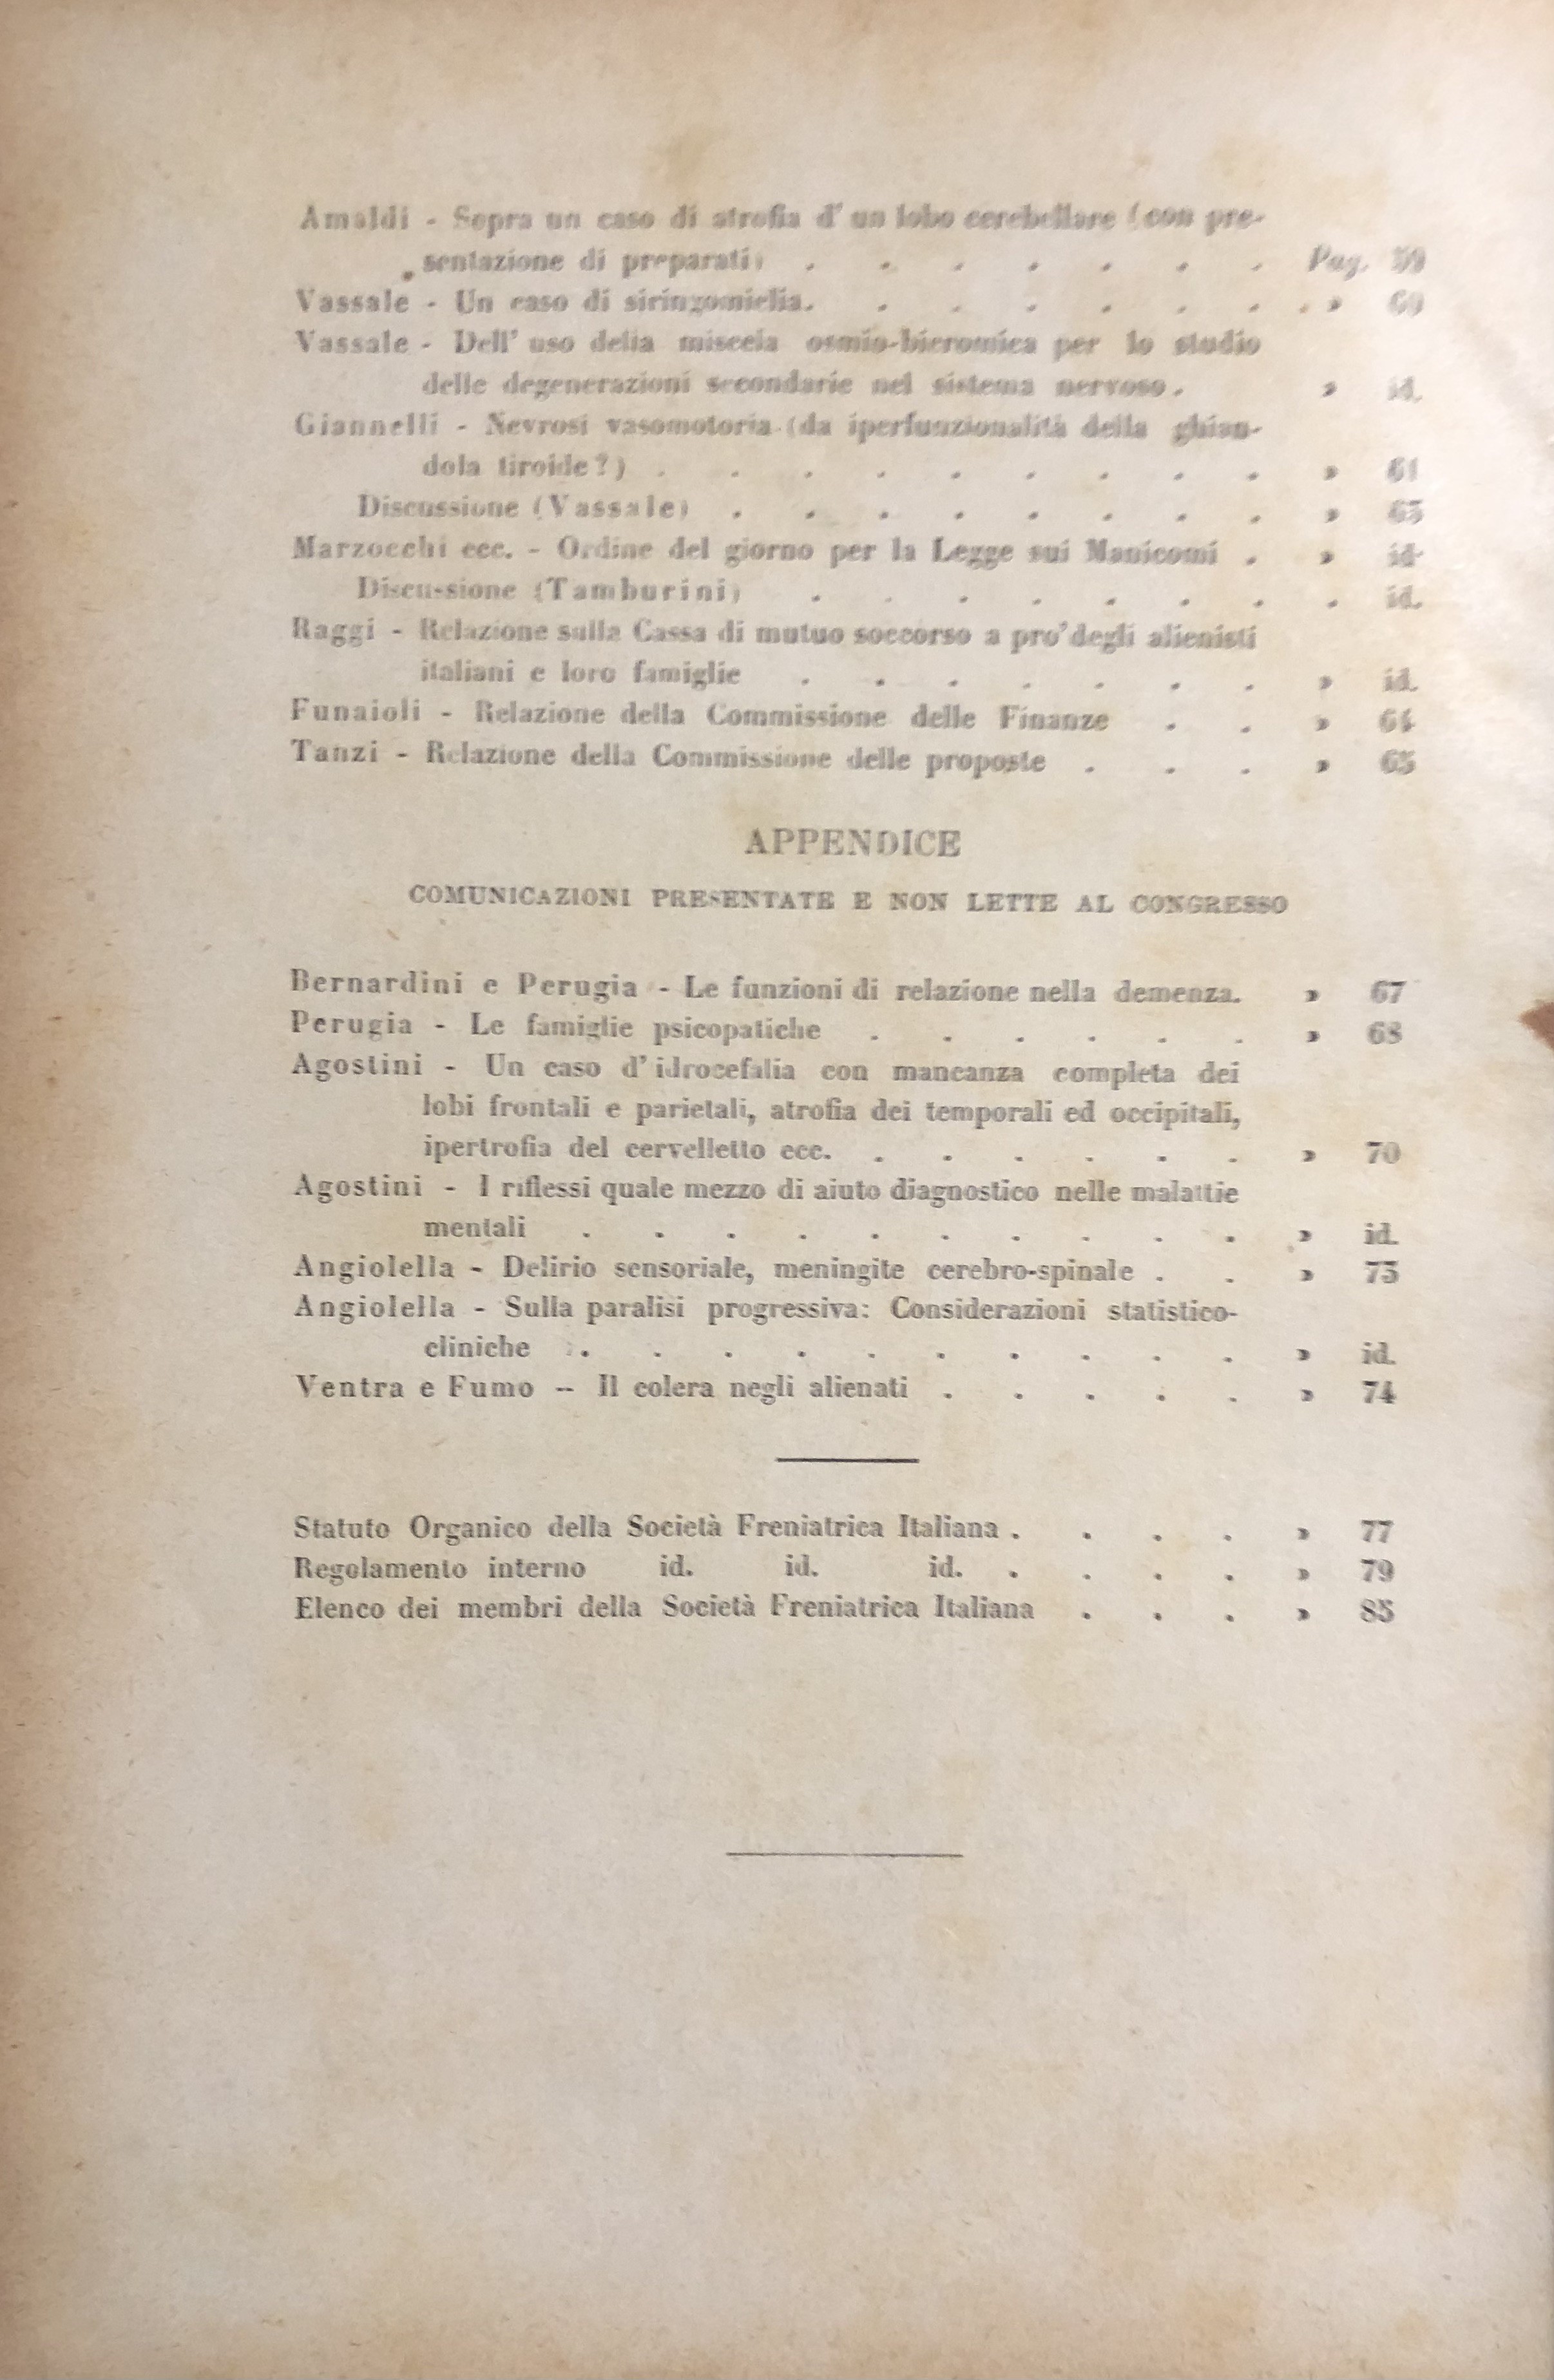 Amaldi - Sopra un caso di atrofia d' un lobo cerebellare (con pre-
sentazione di preparati) . . . . . . . Pag. 59
Vassale - Un caso di siringomielia. . . . . . . . » 60
Vassale - Dell' uso della miscela osmio-bicromica per lo studio
delle degenerazioni secondarie nel sistema nervoso . » id.
Giannelli - Nevrosi vasomotoria (da iperfunzionalità della ghian-
dola tiroide?) . . . . . . . . . » 61
Discussione (Vassale) . . . . . . . . » 63
Marzocchi ecc. - Ordine del giorno per la Legge sui Manicomi . » id.
Discussione (Tamburini) . . . . . . . . id.
Raggi - Relazione sulla Cassa di mutuo soccorso a pro' degli alienisti
italiani e loro famiglie . . . . . . . » id.
Funaioli - Relazione della Commissione delle Finanze . . » 64
Tanzi - Relazione della Commissione delle proposte . . . » 65
APPENDICE
COMUNICAZIONI PRESENTATE E NON LETTE AL CONGRESSO
Bernardini e Perugia - Le funzioni di relazione nella demenza. » 67
Perugia - Le famiglie psicopatiche . . . . . . » 68
Agostini - Un caso d' idrocefalia con mancanza completa dei
lobi frontali e parietali, atrofia dei temporali ed occipitali,
ipertrofia del cervelletto ecc. . . . . . . » 70
Agostini - I riflessi quale mezzo di aiuto diagnostico nelle malattie
mentali . . . . . . . . . . » id.
Angiolella - Delirio sensoriale, meningite cerebro-spinale . . » 73
Angiolella - Sulla paralisi progressiva: Considerazioni statistico-
cliniche . . . . . . . . . . » id.
Ventra e Fumo -- Il colera negli alienati . . . . . » 74
Statuto Organico della Società Freniatrica Italiana . . . . » 77
Regolamento interno id. id. id. . . . . » 79
Elenco dei membri della Società Freniatrica Italiana . . . » 85